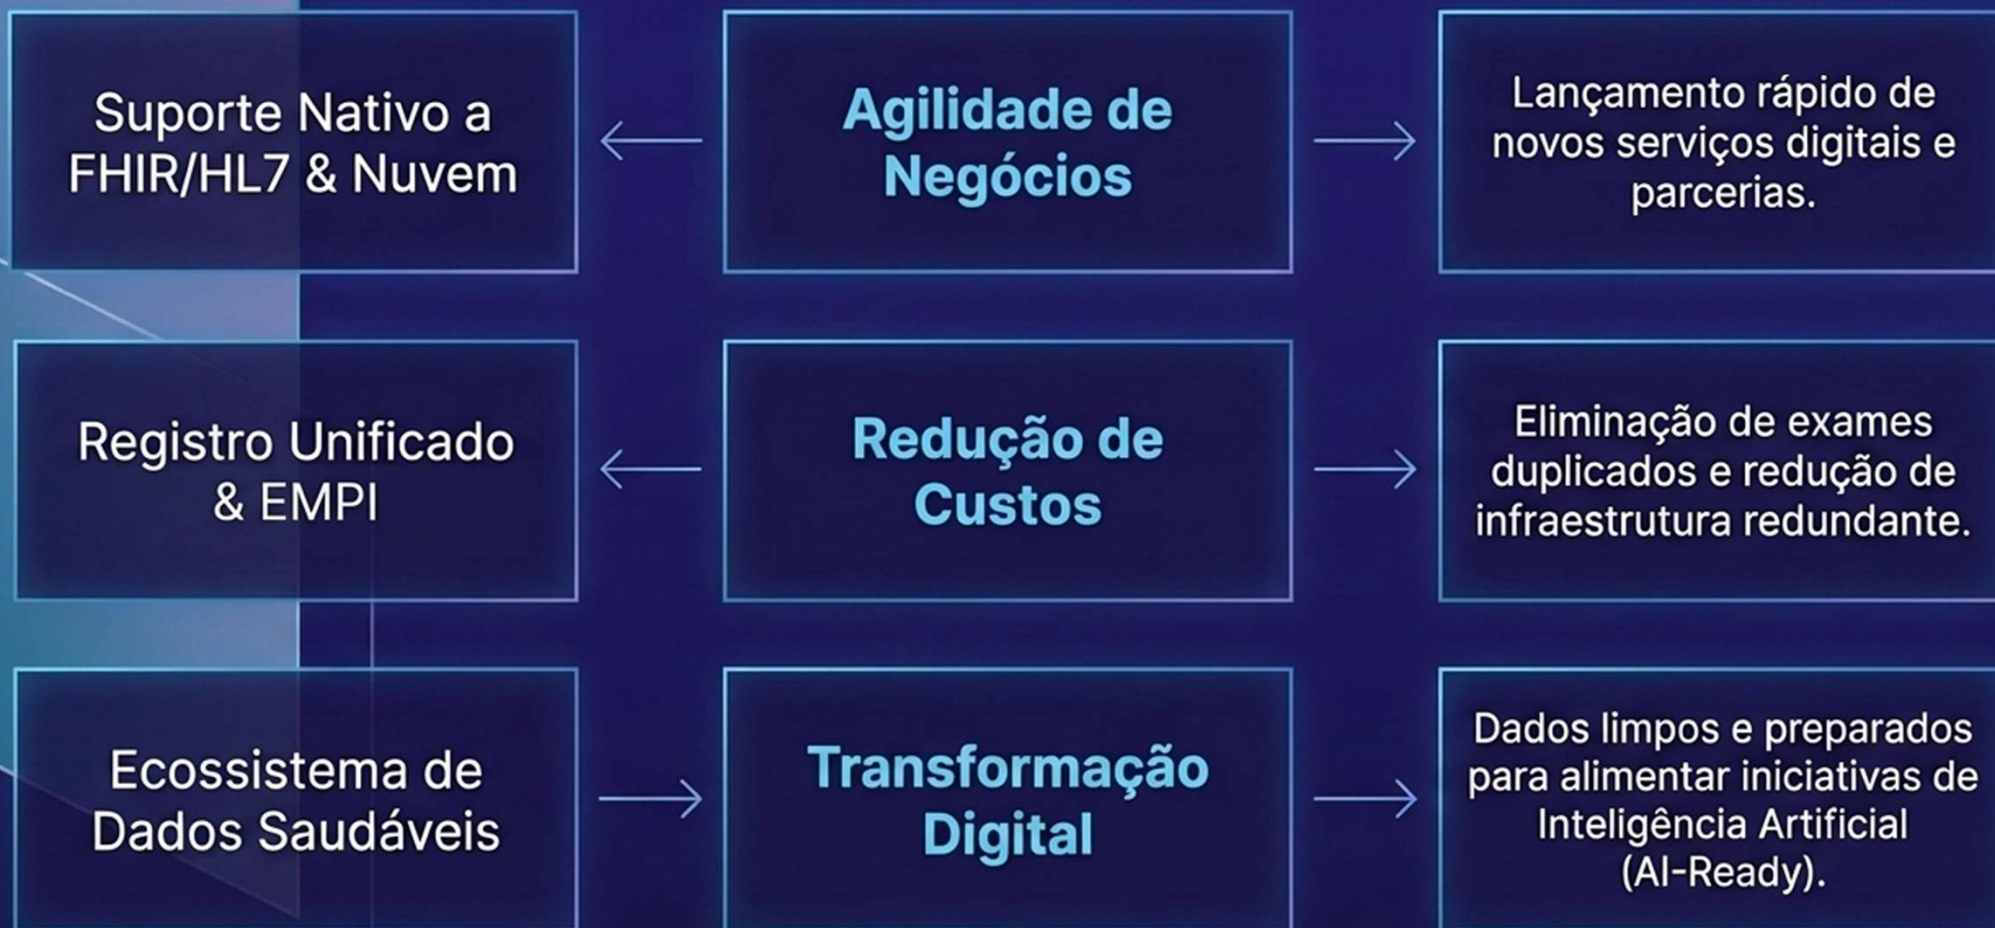 Suporte Nativo a
FHIR/HL7 & Nuvem
Agilidade de
Negócios
Lançamento rápido de
novos serviços digitais e
parcerias.
Registro Unificado
& EMPI
Redução de
Custos
Eliminação de exames
duplicados e redução de
infraestrutura redundante.
Ecossistema de
Dados Saudáveis
Transformação
Digital
Dados limpos e preparados
para alimentar iniciativas de
Inteligência Artificial
(AI-Ready).